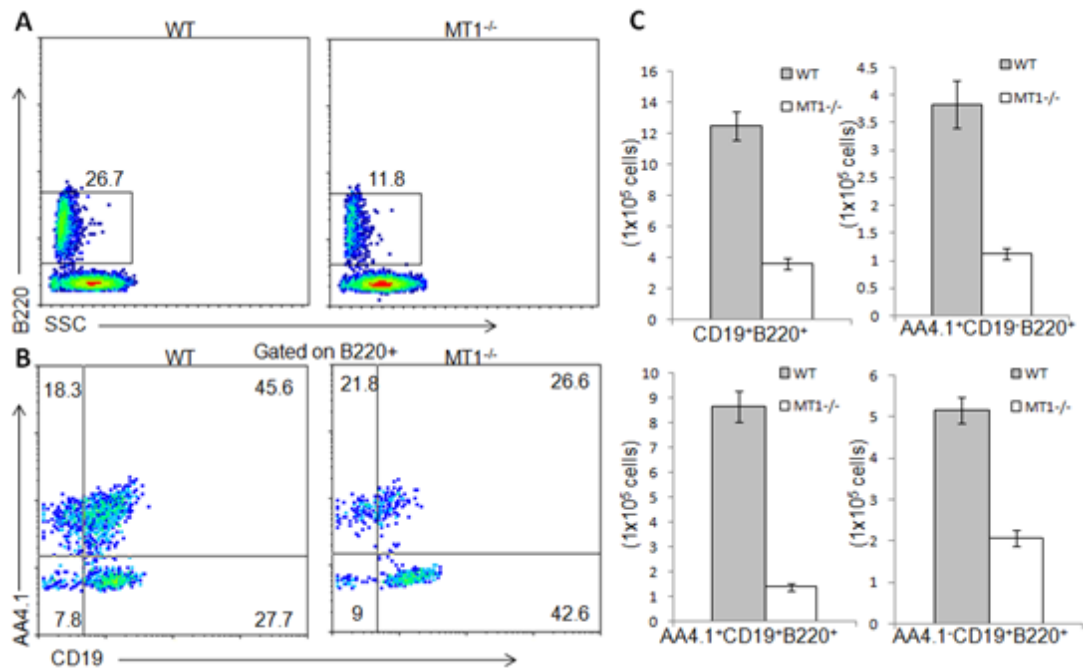 A
WT
MT1-/-
26.7
11.8
B220
SSC
B
Gated on B220+
WT
MT1-/-
18.3
45.6
21.8
26.6
7.8
27.7
9
42.6
AA4.1
CD19
C
WT
MT1-/-
16
14
12
10
8
6
4
2
0
(1x10⁵ cells)
CD19⁺B220⁺
WT
MT1-/-
4.5
4
3.5
3
2.5
2
1.5
1
0.5
0
(1x10⁵ cells)
AA4.1⁺CD19⁻B220⁺
WT
MT1-/-
10
9
8
7
6
5
4
3
2
1
0
(1x10⁵ cells)
AA4.1⁺CD19⁺B220⁺
WT
MT1-/-
6
5
4
3
2
1
0
(1x10⁵ cells)
AA4.1⁻CD19⁺B220⁺